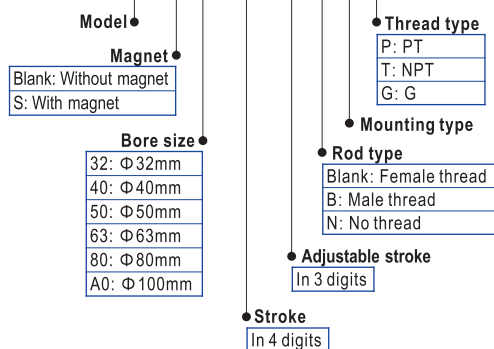 Model
Magnet
Blank: Without magnet
S: With magnet
Bore size
32: Φ32mm
40: Φ40mm
50: Φ50mm
63: Φ63mm
80: Φ80mm
A0: Φ100mm
Thread type
P: PT
T: NPT
G: G
Mounting type
Rod type
Blank: Female thread
B: Male thread
N: No thread
Adjustable stroke
In 3 digits
Stroke
In 4 digits